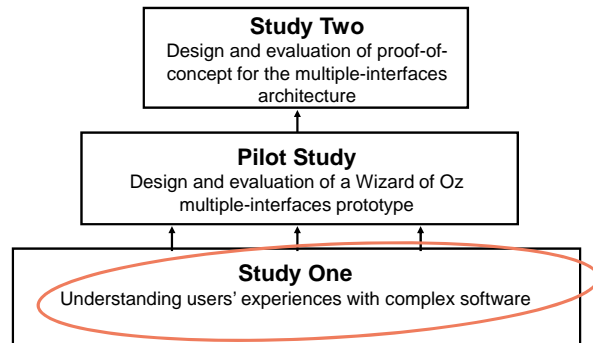 Study Two
Design and evaluation of proof-of-
concept for the multiple-interfaces
architecture
Pilot Study
Design and evaluation of a Wizard of Oz
multiple-interfaces prototype
Study One
Understanding users’ experiences with complex software